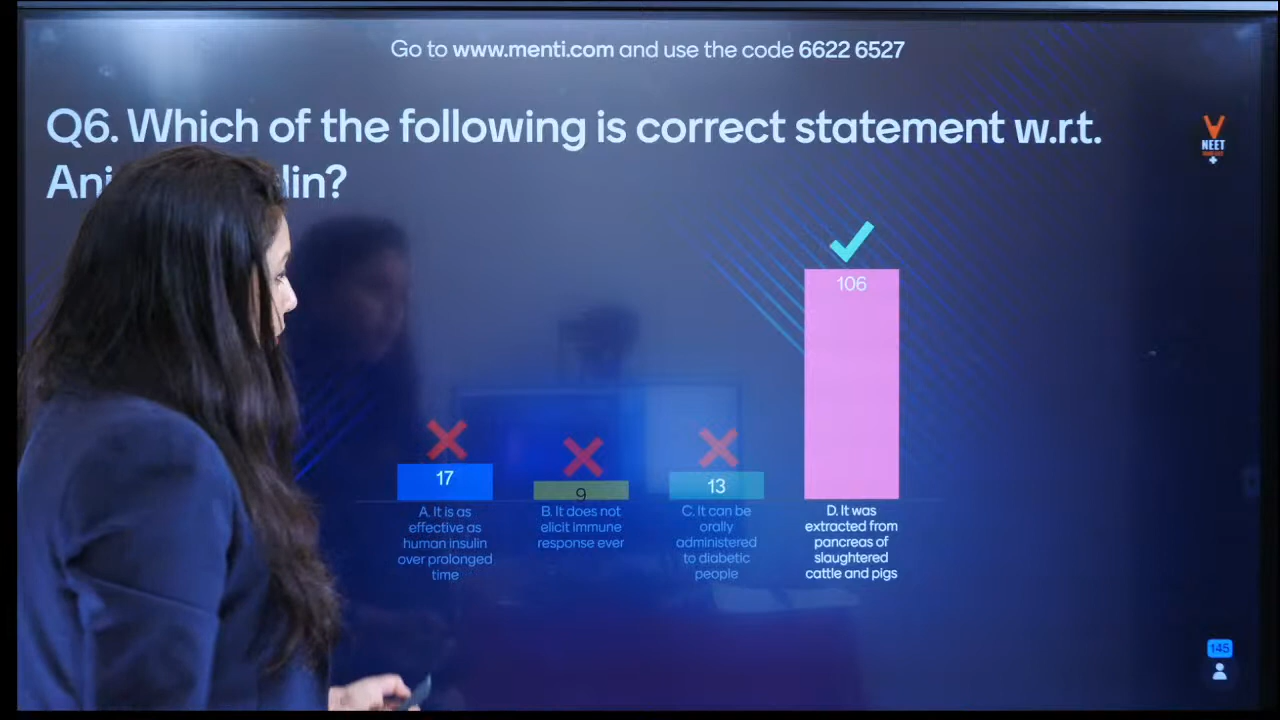 Go to www.menti.com and use the code 6622 6527
Q6. Which of the following is correct statement w.r.t.
lin?
V
NEET
106
17
9
13
A. It is as
effective as
human insulin
over prolonged
time
B. It does not
elicit immune
response ever
C. It can be
orally
administered
to diabetic
people
D. It was
extracted from
pancreas of
slaughtered
cattle and pigs
145